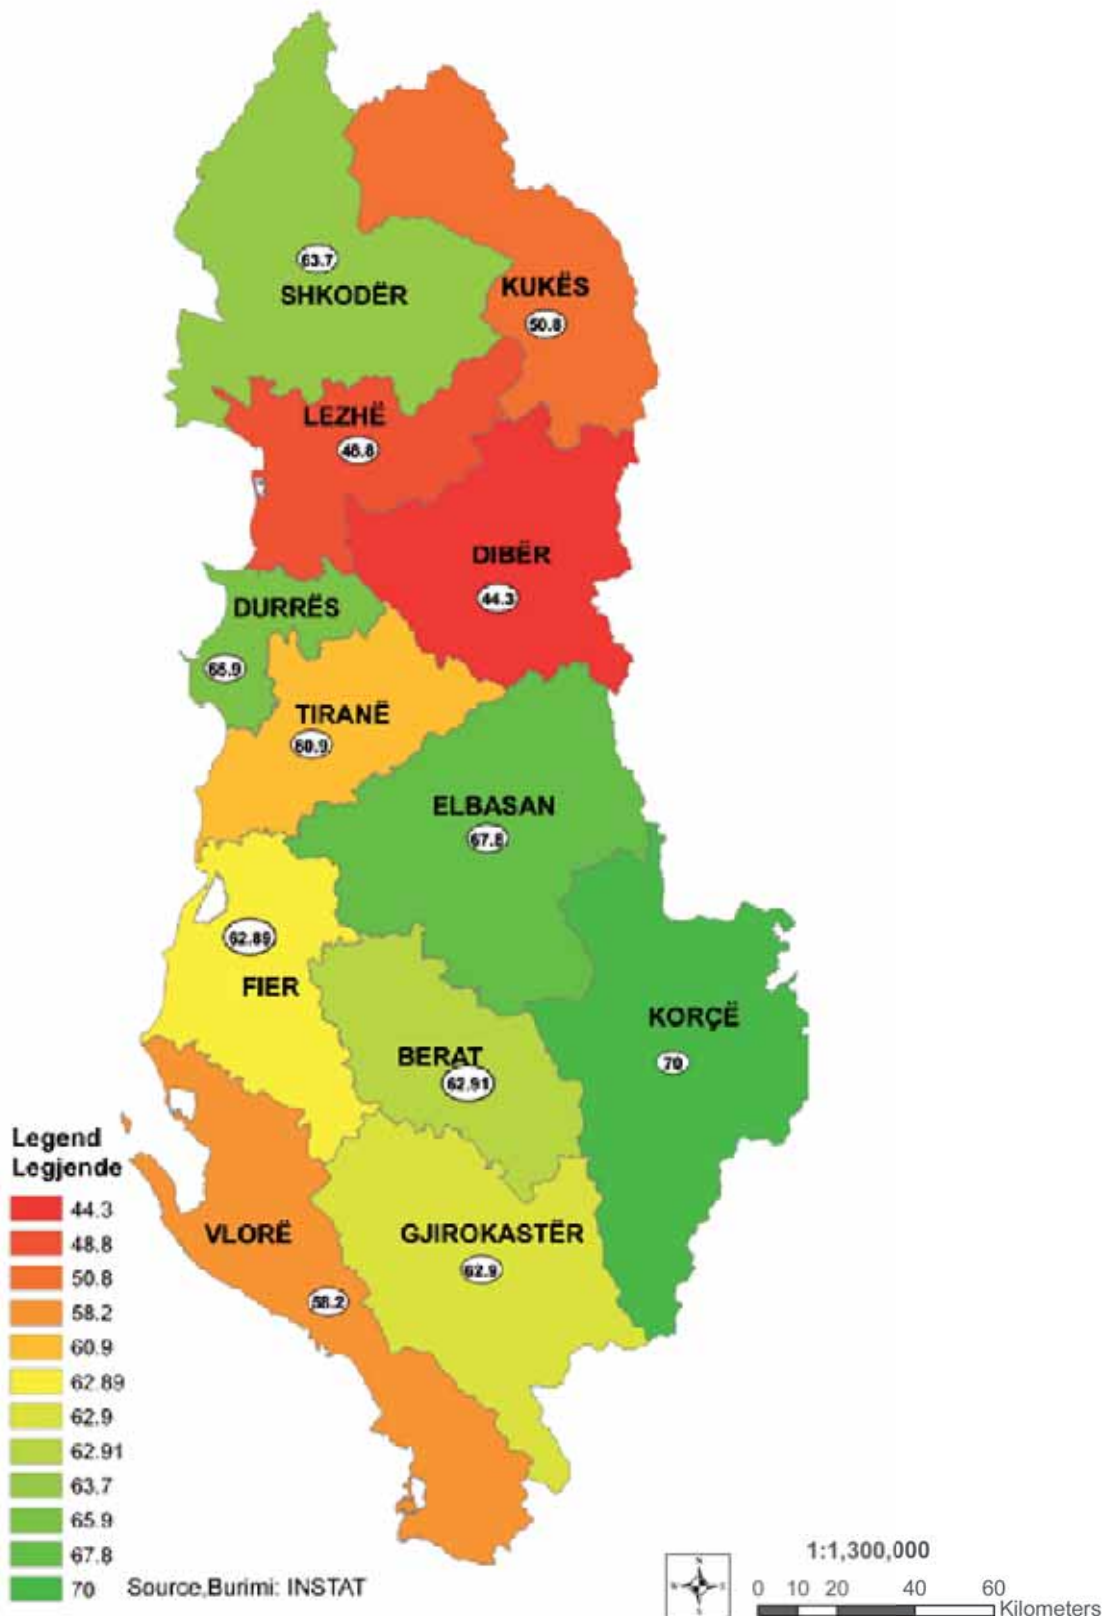 63.7
SHKODËR
KUKËS
50.8
LEZHË
48.8
DIBËR
44.3
DURRËS
65.9
TIRANË
60.9
ELBASAN
67.8
62.89
FIER
KORÇË
70
BERAT
62.91
VLORË
58.2
GJIROKASTËR
62.9
Legend
Legjende
44.3
48.8
50.8
58.2
60.9
62.89
62.9
62.91
63.7
65.9
67.8
70
Source,Burimi: INSTAT
N
W
S
1:1,300,000
0 10 20 40 60
Kilometers